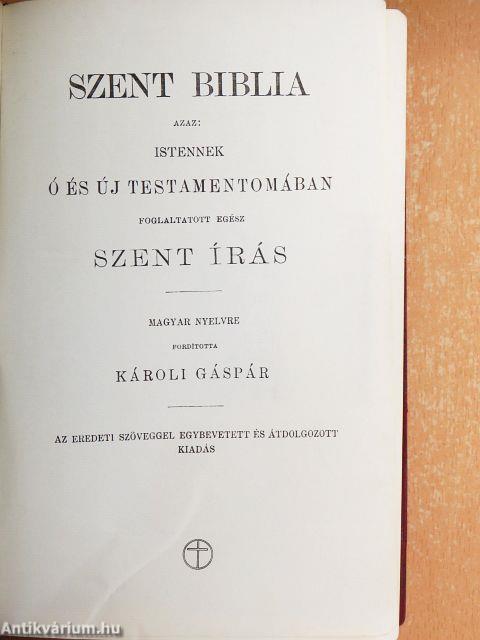 SZENT BIBLIA
AZAZ:
ISTENNEK
Ó ÉS ÚJ TESTAMENTOMÁBAN
FOGLALTATOTT EGÉSZ
SZENT ÍRÁS
MAGYAR NYELVRE
FORDÍTOTTA
KÁROLI GÁSPÁR
AZ EREDETI SZÖVEGGEL EGYBEVETETT ÉS ÁTDOLGOZOTT
KIADÁS
Antikvárium.hu